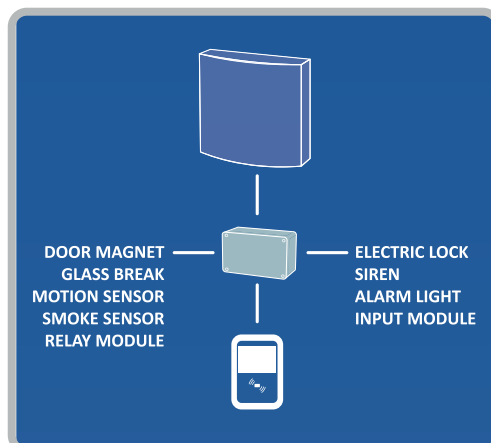 DOOR MAGNET
GLASS BREAK
MOTION SENSOR
SMOKE SENSOR
RELAY MODULE
ELECTRIC LOCK
SIREN
ALARM LIGHT
INPUT MODULE